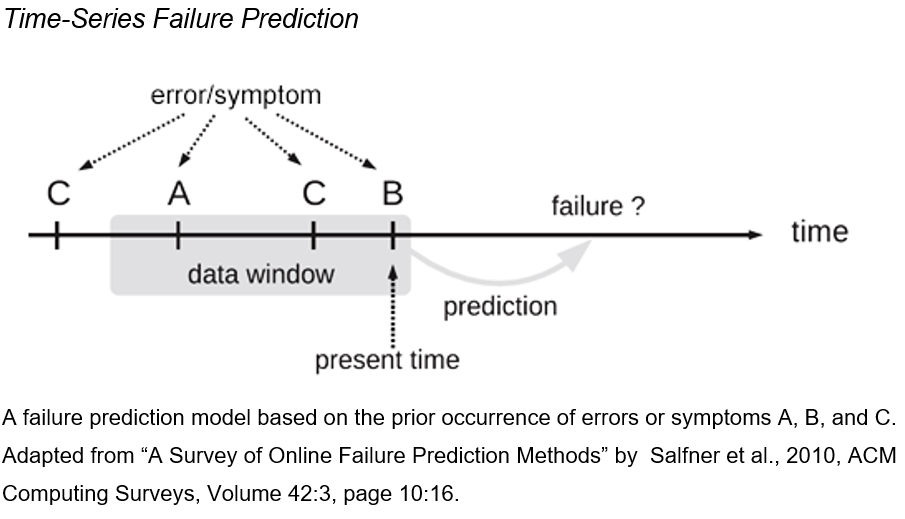 Time-Series Failure Prediction
error/symptom
C A C B
failure ?
time
data window
prediction
present time
A failure prediction model based on the prior occurrence of errors or symptoms A, B, and C.
Adapted from “A Survey of Online Failure Prediction Methods” by Salfner et al., 2010, ACM
Computing Surveys, Volume 42:3, page 10:16.